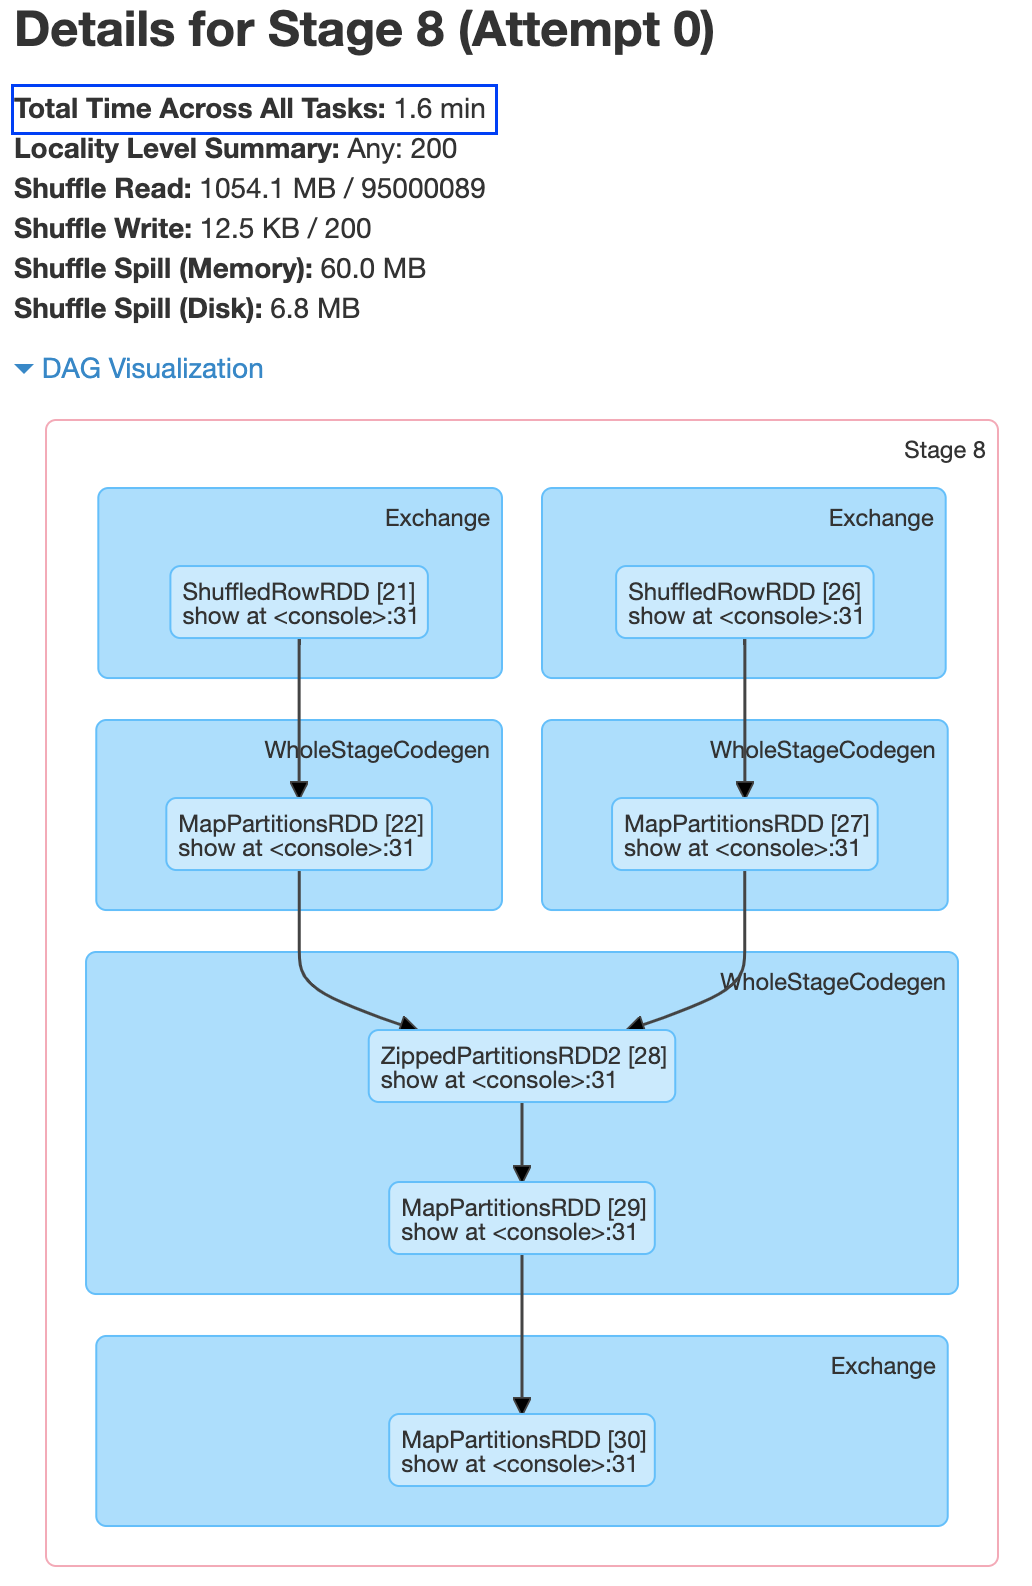 Details for Stage 8 (Attempt 0)
Total Time Across All Tasks: 1.6 min
Locality Level Summary: Any: 200
Shuffle Read: 1054.1 MB / 95000089
Shuffle Write: 12.5 KB / 200
Shuffle Spill (Memory): 60.0 MB
Shuffle Spill (Disk): 6.8 MB
DAG Visualization
Stage 8
Exchange
ShuffledRowRDD [21]
show at <console>:31
Exchange
ShuffledRowRDD [26]
show at <console>:31
WholeStageCodegen
MapPartitionsRDD [22]
show at <console>:31
WholeStageCodegen
MapPartitionsRDD [27]
show at <console>:31
WholeStageCodegen
ZippedPartitionsRDD2 [28]
show at <console>:31
MapPartitionsRDD [29]
show at <console>:31
Exchange
MapPartitionsRDD [30]
show at <console>:31